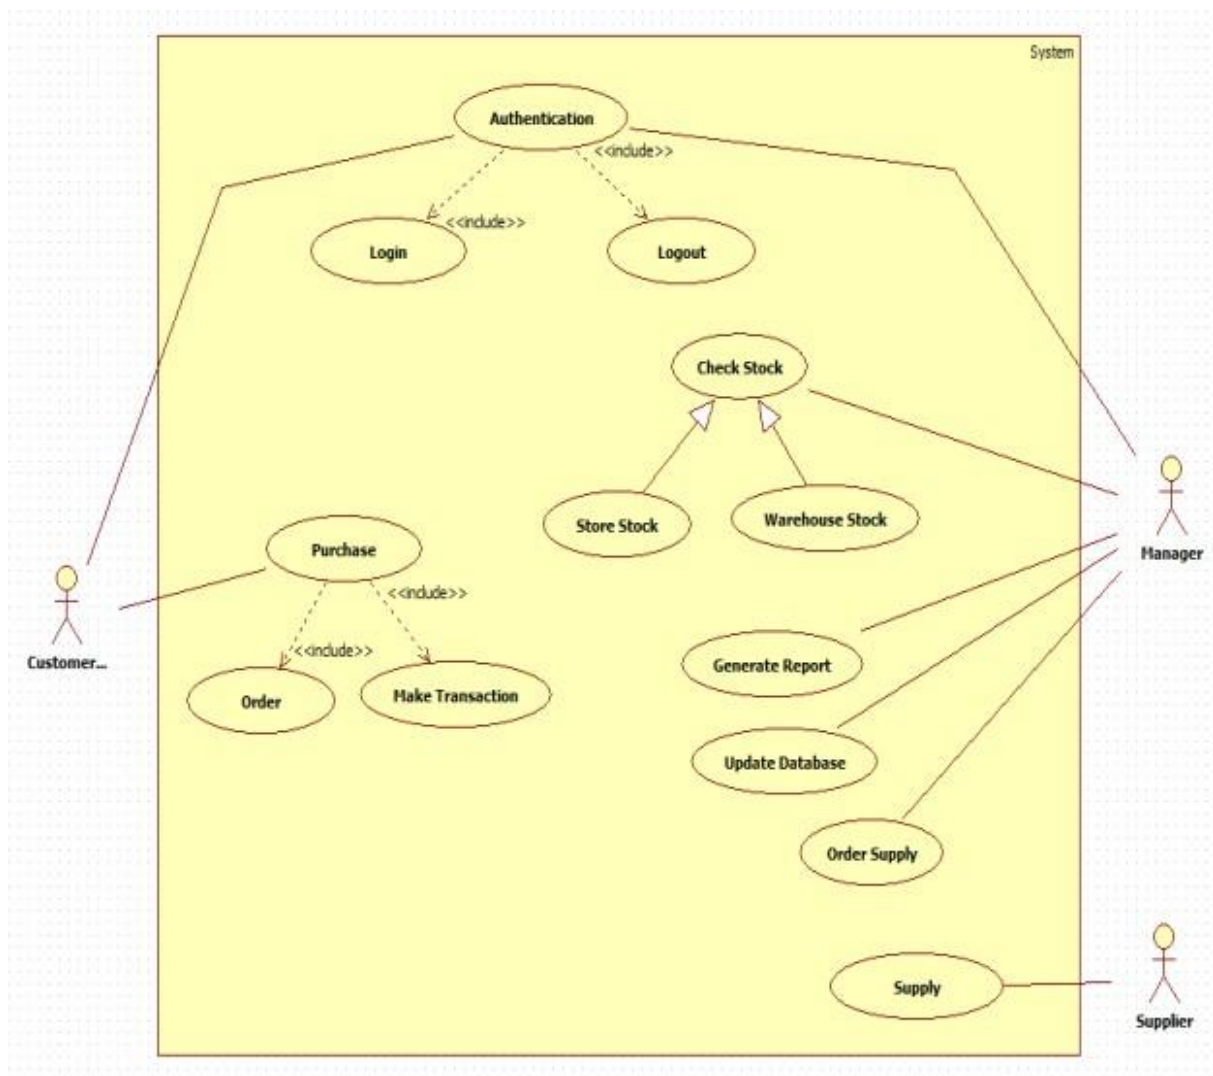 System
Authentication
<<include>>
<<include>>
Login
Logout
Check Stock
Store Stock
Warehouse Stock
Purchase
Manager
<<include>>
<<include>>
Customer...
Generate Report
Order
Make Transaction
Update Database
Order Supply
Supply
Supplier